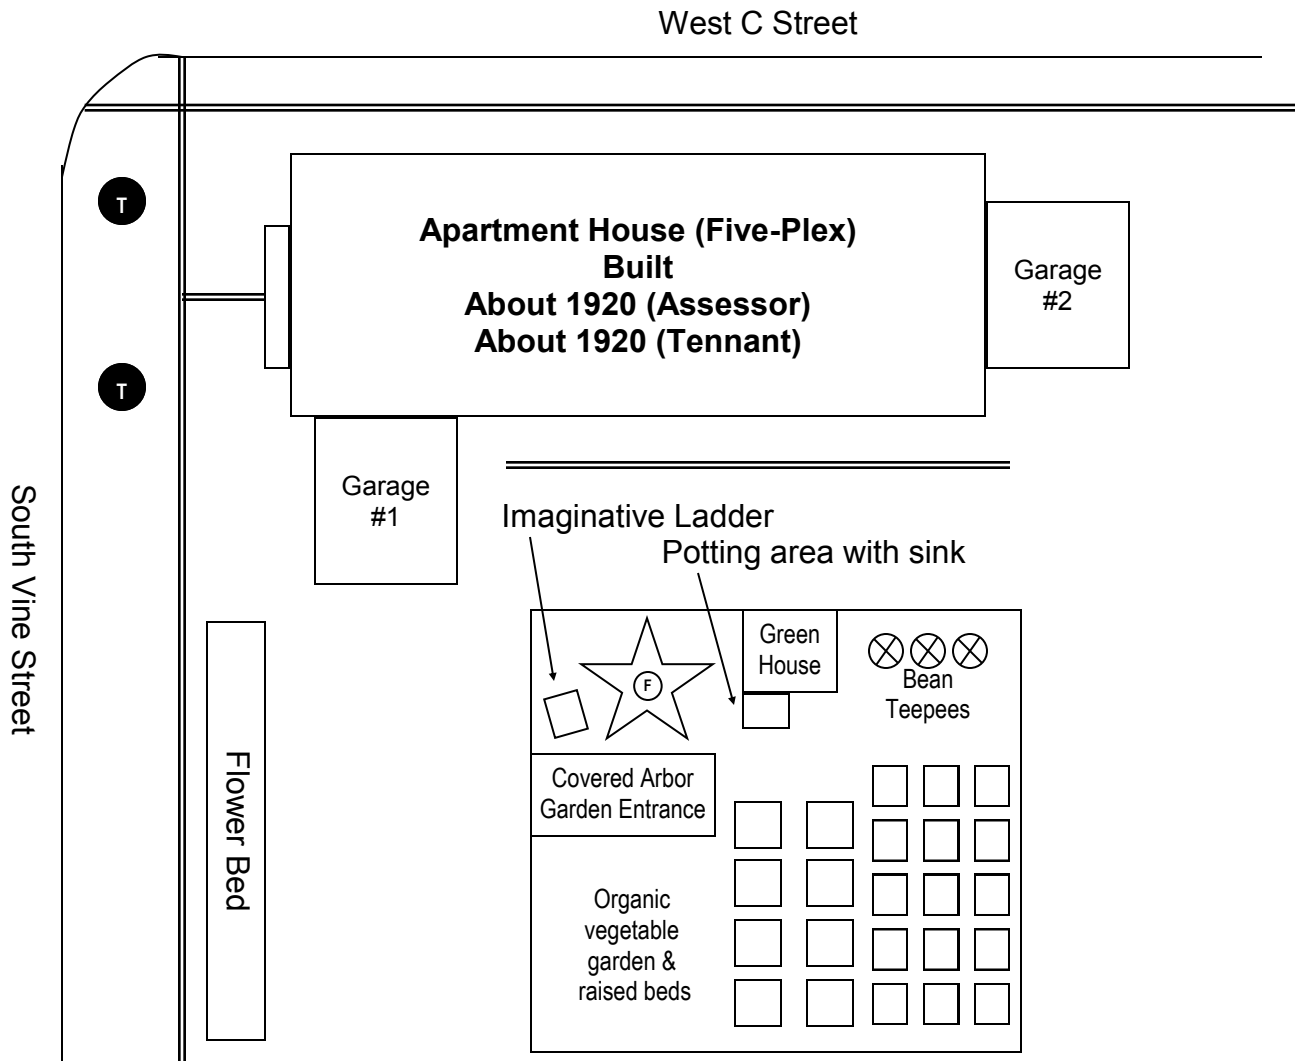 West C Street
T
Apartment House (Five-Plex)
Built
About 1920 (Assessor)
About 1920 (Tennant)
Garage
#2
T
Garage
#1
South Vine Street
Imaginative Ladder
Potting area with sink
Green
House
F
Bean
Teepees
Flower Bed
Covered Arbor
Garden Entrance
Organic
vegetable
garden &
raised beds